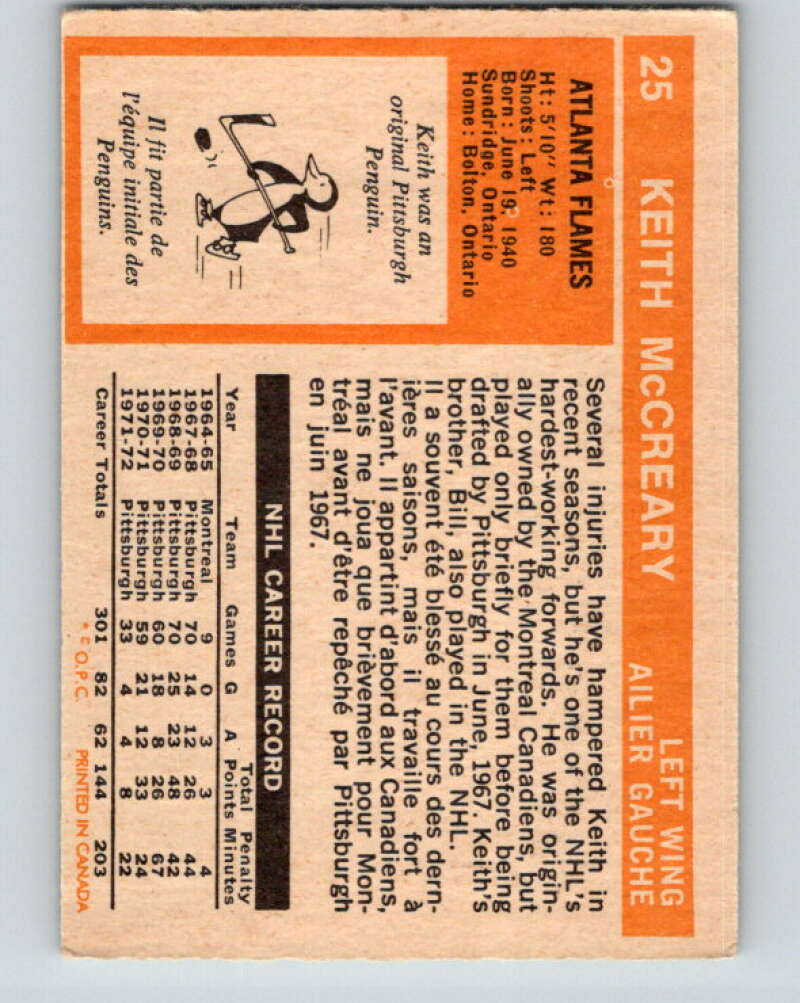 25 KEITH McCREARY
LEFT WING
AILIER GAUCHE
ATLANTA FLAMES
Ht: 5'10" Wt: 180
Shoots: Left
Born: June 19, 1940
Sundridge, Ontario
Home: Bolton, Ontario
Keith was an
original Pittsburgh
Penguin.
Il fit partie de
l'équipe initiale des
Penguins.
Several injuries have hampered Keith in
recent seasons, but he's one of the NHL's
hardest-working forwards. He was origin-
ally owned by the Montreal Canadiens, but
played only briefly for them before being
drafted by Pittsburgh in June, 1967. Keith's
brother, Bill, also played in the NHL.
Il a souvent été blessé au cours des dern-
ières saisons, mais il travaille fort à
l'avant. Il appartint d'abord aux Canadiens,
mais ne joua que brièvement pour Mon-
tréal avant d'être repêché par Pittsburgh
en juin 1967.
NHL CAREER RECORD
Total Penalty
Year Team Games G A Points Minutes
1964-65 Montreal 9 0 3 3 4
1967-68 Pittsburgh 70 14 12 26 44
1968-69 Pittsburgh 70 25 23 48 42
1969-70 Pittsburgh 60 18 8 26 67
1970-71 Pittsburgh 59 21 12 33 24
1971-72 Pittsburgh 33 4 4 8 22
Career Totals 301 82 62 144 203
* © O.P.C. PRINTED IN CANADA